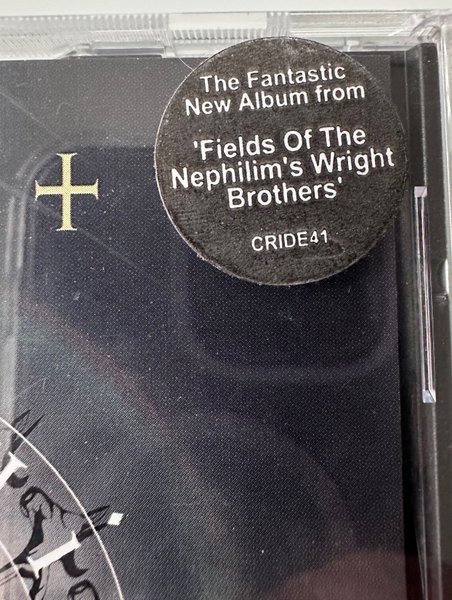 The Fantastic
New Album from
'Fields Of The
Nephilim's Wright
Brothers'
CRIDE41